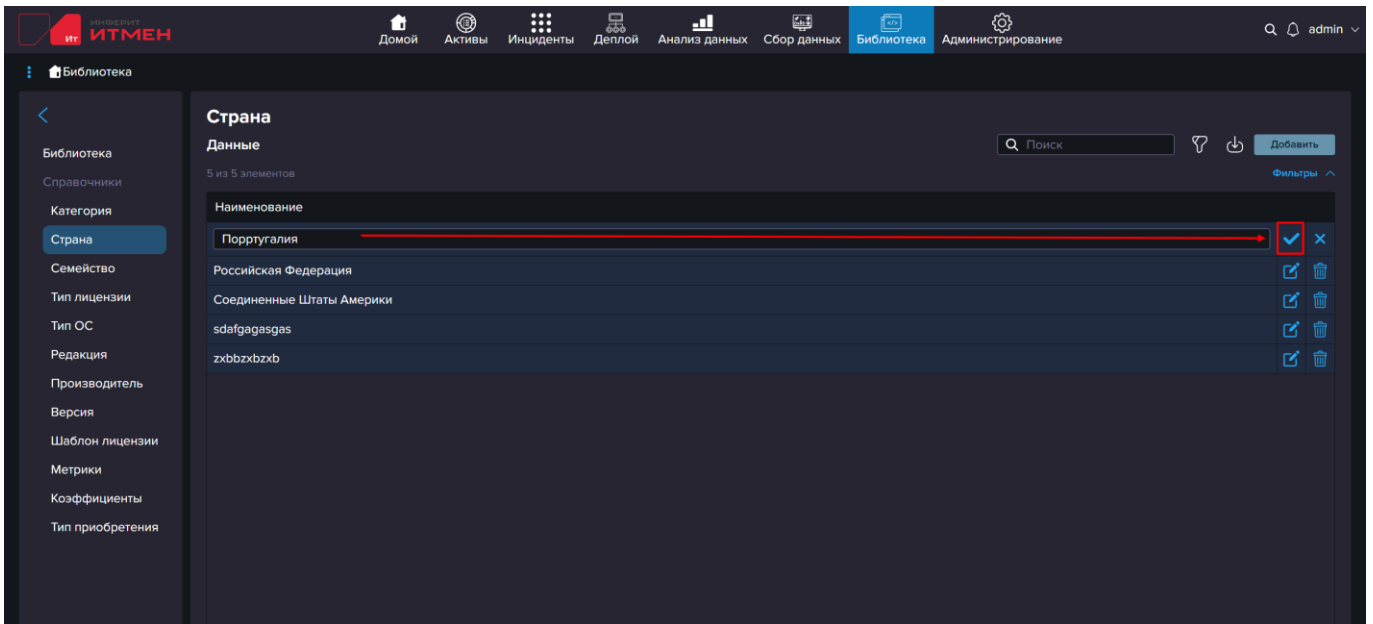 ИНФЕРИТ
ИТ ИТМЕН
Домой Активы Инциденты Деплой Анализ данных Сбор данных Библиотека Администрирование admin
Библиотека
Страна
Данные
Поиск Добавить
5 из 5 элементов Фильтры
Библиотека
Справочники
Категория
Страна
Семейство
Тип лицензии
Тип ОС
Редакция
Производитель
Версия
Шаблон лицензии
Метрики
Коэффициенты
Тип приобретения
Наименование
Порртугалия
Российская Федерация
Соединенные Штаты Америки
sdafgagasgas
zxbbzxbzxb